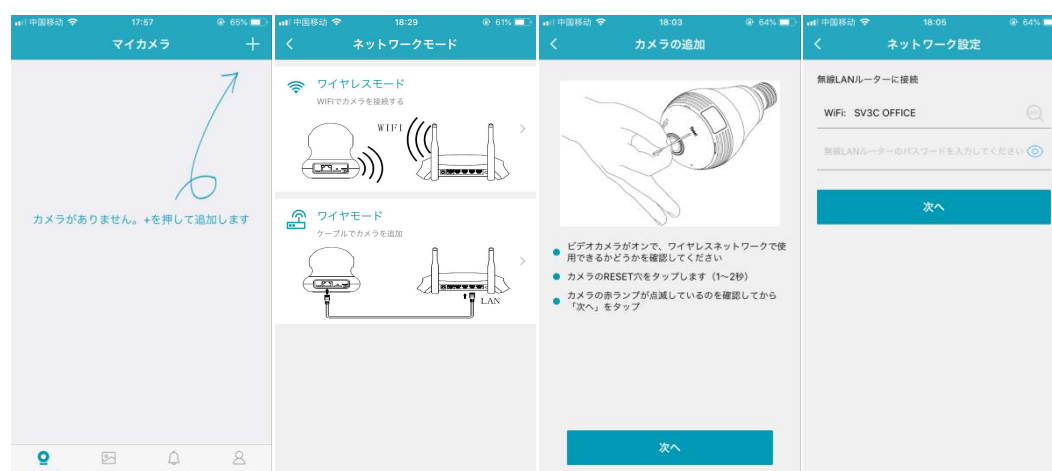 中国移动
17:57
65%
マイカメラ
+
カメラがありません。+を押して追加します
中国移动
18:29
61%
ネットワークモード
ワイヤレスモード
WIFIでカメラを接続する
WIFI
ワイヤモード
ケーブルでカメラを追加
LAN
中国移动
18:03
64%
カメラの追加
ビデオカメラがオンで、ワイヤレスネットワークで使
用できるかどうかを確認してください
カメラのRESET穴をタップします（1〜2秒）
カメラの赤ランプが点滅しているのを確認してから
「次へ」をタップ
次へ
中国移动
18:05
64%
ネットワーク設定
無線LANルーターに接続
WiFi: SV3C OFFICE
無線LANルーターのパスワードを入力してください
次へ